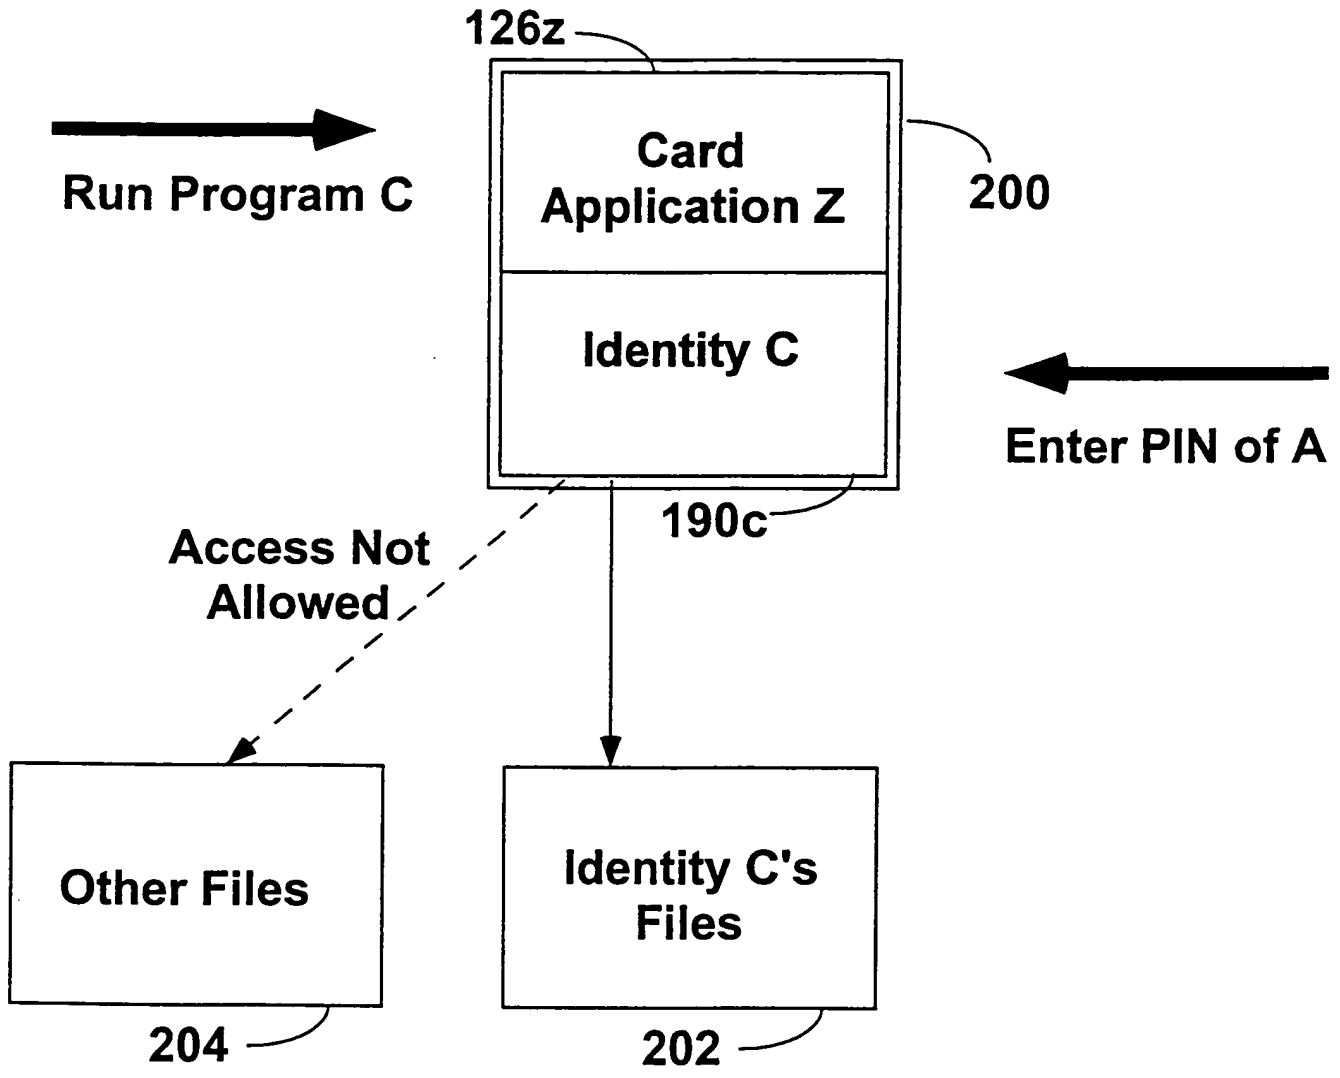 126z
Run Program C
Card
Application Z
200
Identity C
Enter PIN of A
190c
Access Not
Allowed
Other Files
Identity C's
Files
204
202